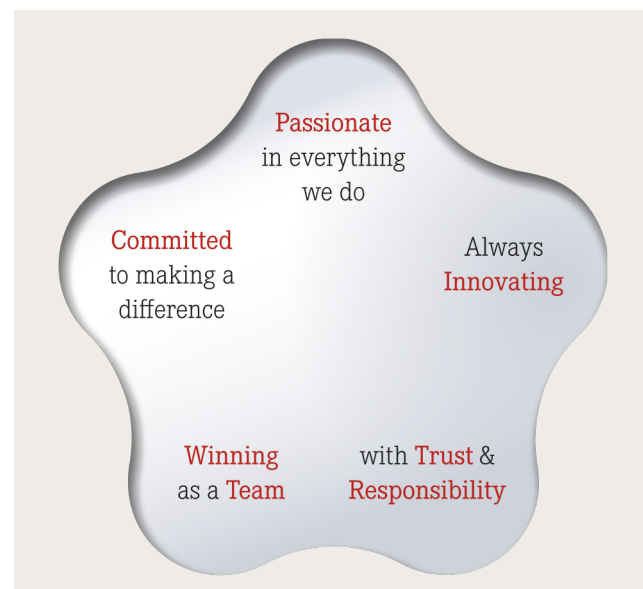 Passionate
in everything
we do
Committed
to making a
difference
Always
Innovating
Winning
as a Team
with Trust &
Responsibility